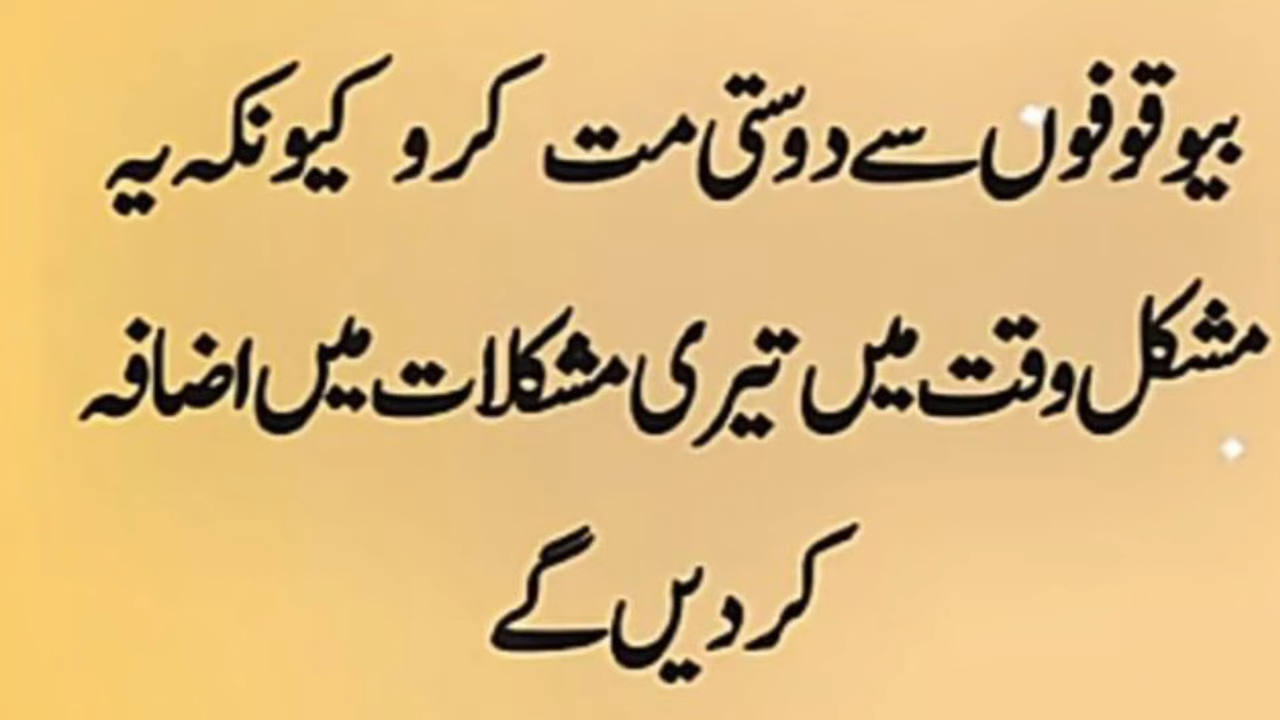 بیوقوفوں سے دوستی مت کرو کیونکہ یہ
مشکل وقت میں تیری مشکلات میں اضافہ
کر دیں گے